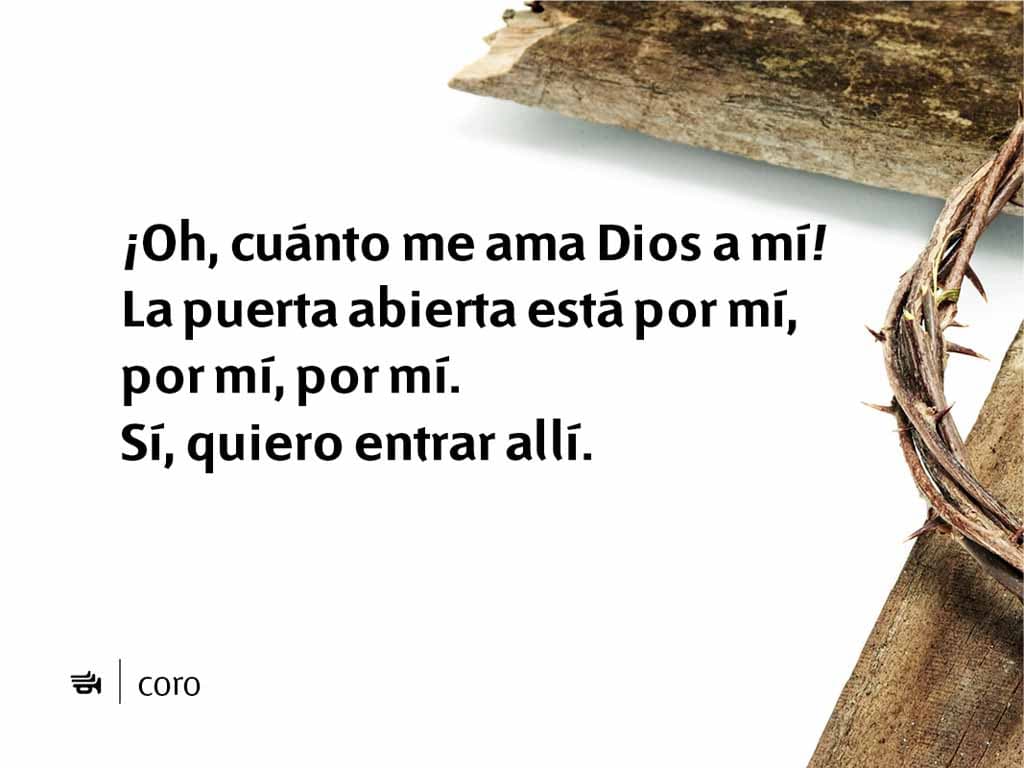 ¡Oh, cuánto me ama Dios a mí!
La puerta abierta está por mí,
por mí, por mí.
Sí, quiero entrar allí.
coro